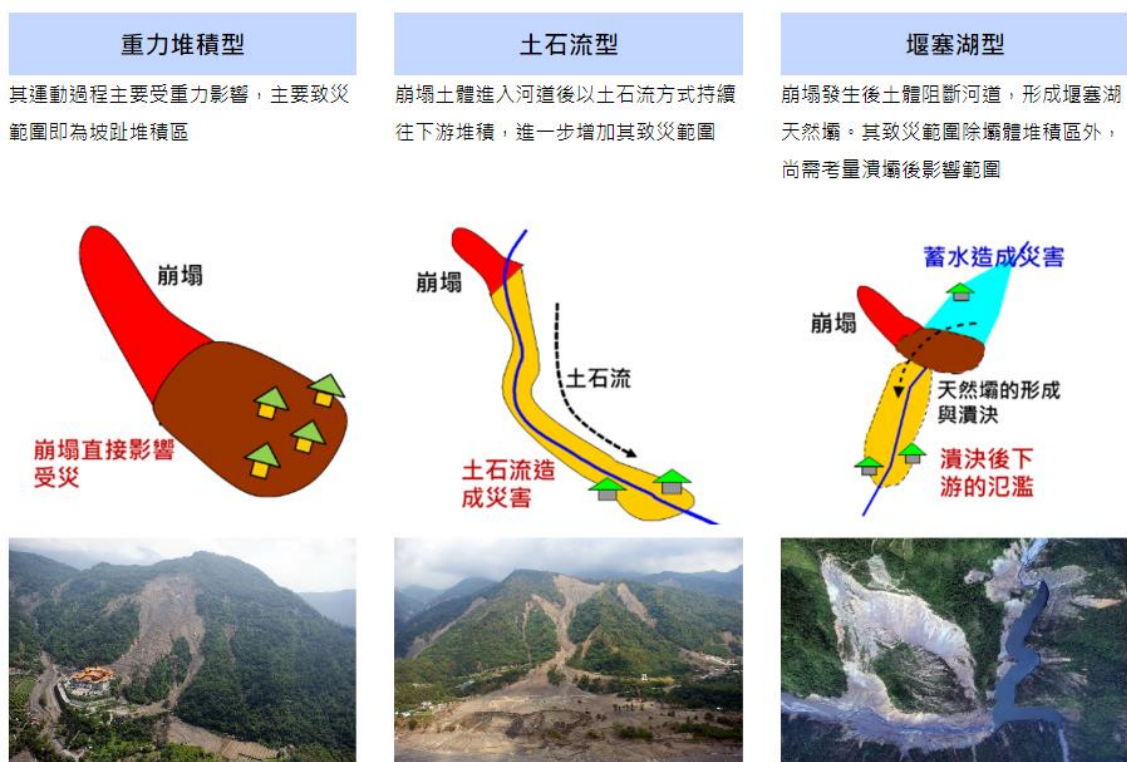 重力堆積型
其運動過程主要受重力影響，主要致災
範圍即為坡趾堆積區
崩塌
崩塌直接影響
受災
土石流型
崩塌土體進入河道後以土石流方式持續
往下游堆積，進一步增加其致災範圍
崩塌
土石流
土石流造
成災害
堰塞湖型
崩塌發生後土體阻斷河道，形成堰塞湖
天然壩。其致災範圍除壩體堆積區外，
尚需考量潰壩後影響範圍
蓄水造成災害
崩塌
天然壩的形成
與潰決
潰決後下
游的氾濫